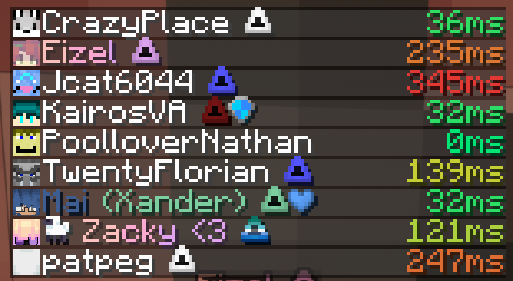 CrazyPlace 36ms
Eizel 235ms
Jcat6044 345ms
KairosVA 32ms
PoolloverNathan 0ms
TwentyFlorian 139ms
Mai (Xander) 32ms
Zacky <3 121ms
patpeg 247ms
Eizel